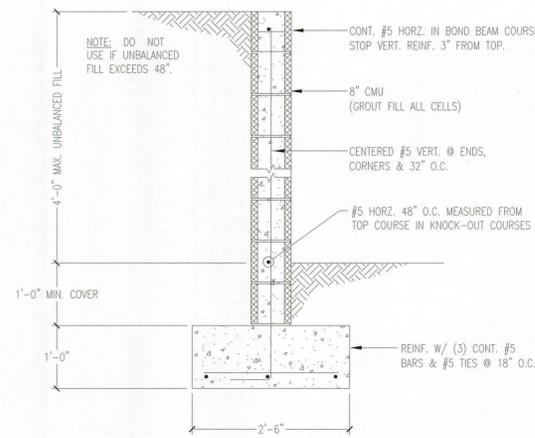 CONT. #5 HORZ. IN BOND BEAM COURSE
STOP VERT. REINF. 3" FROM TOP.
NOTE: DO NOT
USE IF UNBALANCED
FILL EXCEEDS 48".
8" CMU
(GROUT FILL ALL CELLS)
4'-0" MAX. UNBALANCED FILL
CENTERED #5 VERT. @ ENDS,
CORNERS & 32" O.C.
#5 HORZ. 48" O.C. MEASURED FROM
TOP COURSE IN KNOCK-OUT COURSES
1'-0" MIN. COVER
1'-0"
REINF. W/ (3) CONT. #5
BARS & #5 TIES @ 18" O.C.
2'-6"